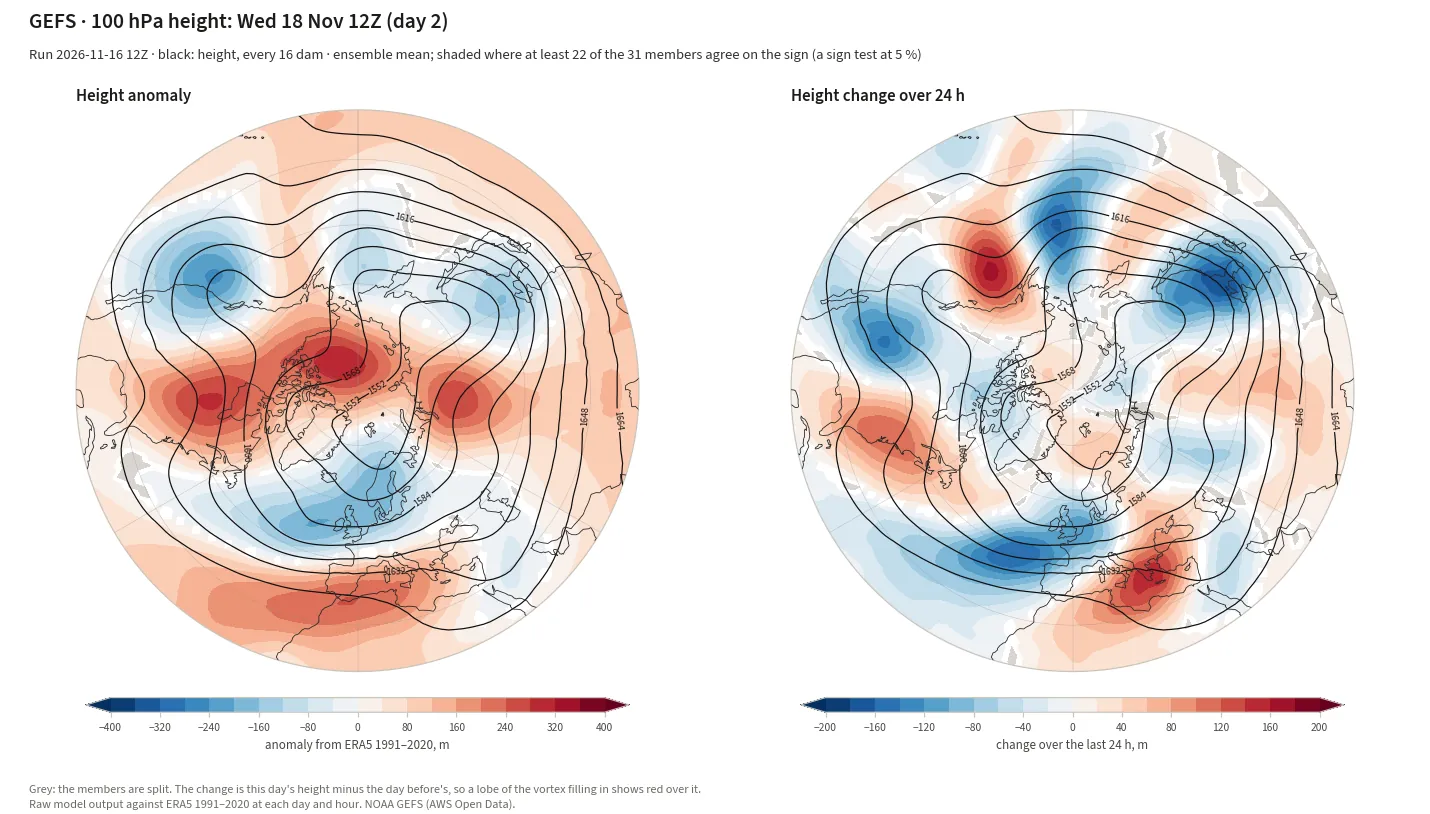 GEFS · 100 hPa height: Wed 18 Nov 12Z (day 2)
Run 2026-11-16 12Z · black: height, every 16 dam · ensemble mean; shaded where at least 22 of the 31 members agree on the sign (a sign test at 5 %)
Height anomaly
Height change over 24 h
1616
1568
1552
1552
1600
1584
1632
1648
1664
1616
1568
1552
1552
1600
1584
1632
1648
1664
−400 −320 −240 −160 −80 0 80 160 240 320 400
anomaly from ERA5 1991–2020, m
−200 −160 −120 −80 −40 0 40 80 120 160 200
change over the last 24 h, m
Grey: the members are split. The change is this day's height minus the day before's, so a lobe of the vortex filling in shows red over it.
Raw model output against ERA5 1991–2020 at each day and hour. NOAA GEFS (AWS Open Data).